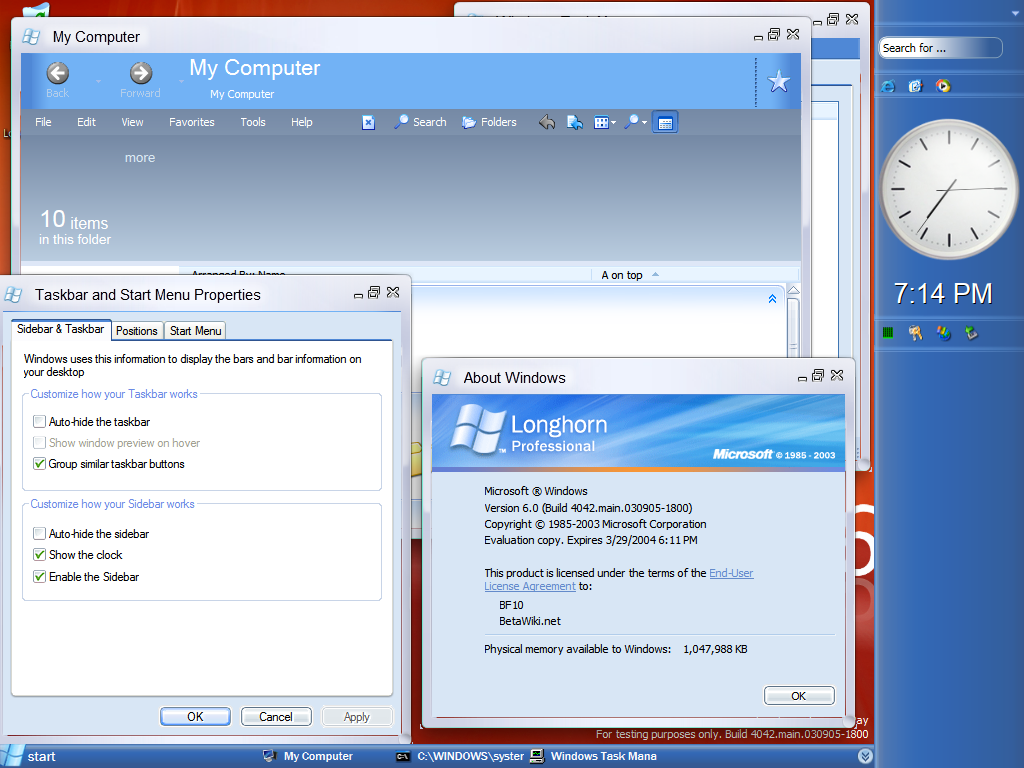 My Computer
Back
Forward
My Computer
My Computer
File Edit View Favorites Tools Help Search Folders
more
10 items
in this folder
Arranged By: Name
A on top
Taskbar and Start Menu Properties
Sidebar & Taskbar Positions Start Menu
Windows uses this information to display the bars and bar information on
your desktop
Customize how your Taskbar works
Auto-hide the taskbar
Show window preview on hover
Group similar taskbar buttons
Customize how your Sidebar works
Auto-hide the sidebar
Show the clock
Enable the Sidebar
OK Cancel Apply
About Windows
Longhorn
Professional
TM
Microsoft © 1985 - 2003
Microsoft ® Windows
Version 6.0 (Build 4042.main.030905-1800)
Copyright © 1985-2003 Microsoft Corporation
Evaluation copy. Expires 3/29/2004 6:11 PM
This product is licensed under the terms of the End-User
License Agreement to:
BF10
BetaWiki.net
Physical memory available to Windows: 1,047,988 KB
OK
Search for ...
7:14 PM
For testing purposes only. Build 4042.main.030905-1800
start
My Computer
C:\WINDOWS\syster
Windows Task Mana